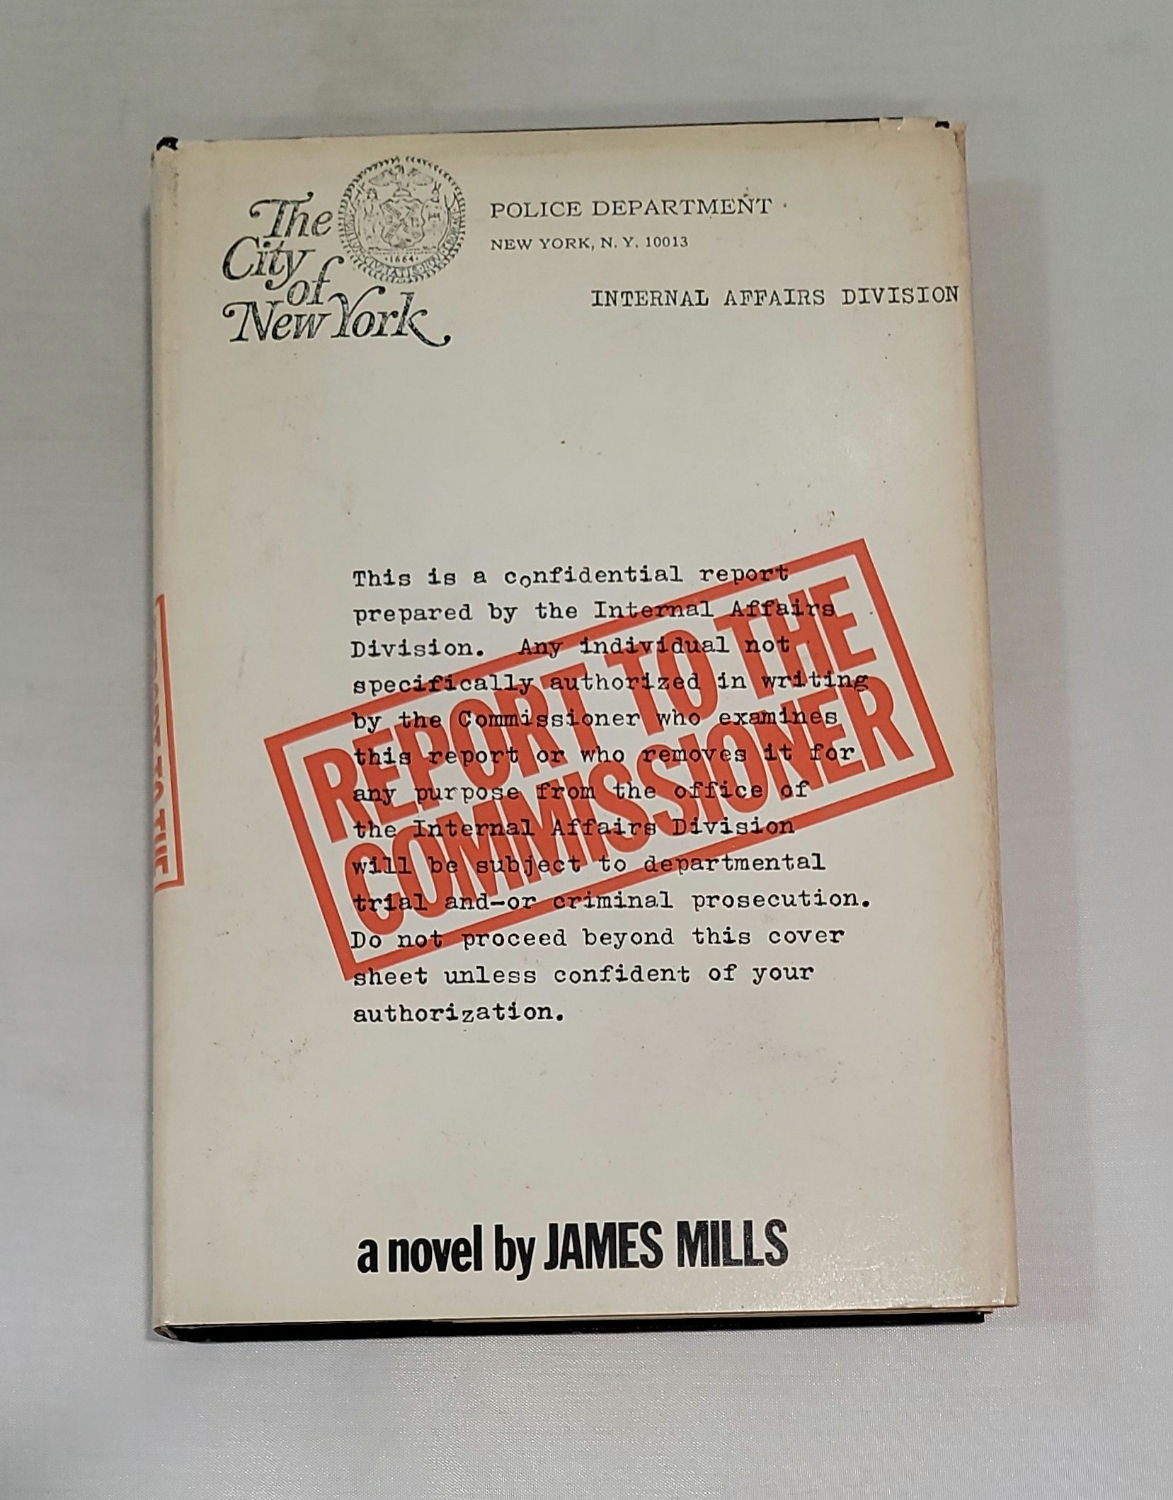 The
City
of
New York
1664
POLICE DEPARTMENT
NEW YORK, N. Y. 10013
INTERNAL AFFAIRS DIVISION
This is a confidential report
prepared by the Internal Affairs
Division. Any individual not
specifically authorized in writing
by the Commissioner who examines
this report or who removes it for
any purpose from the office of
the Internal Affairs Division
will be subject to departmental
trial and-or criminal prosecution.
Do not proceed beyond this cover
sheet unless confident of your
authorization.
REPORT TO THE
COMMISSIONER
a novel by JAMES MILLS